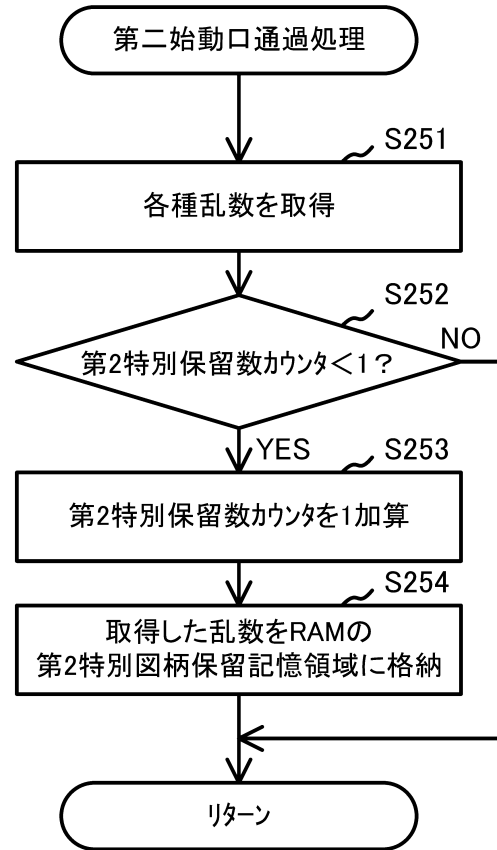 第二始動口通過処理
S251
各種乱数を取得
S252
第2特別保留数カウンタ＜1？
NO
YES
S253
第2特別保留数カウンタを1加算
S254
取得した乱数をRAMの
第2特別図柄保留記憶領域に格納
リターン